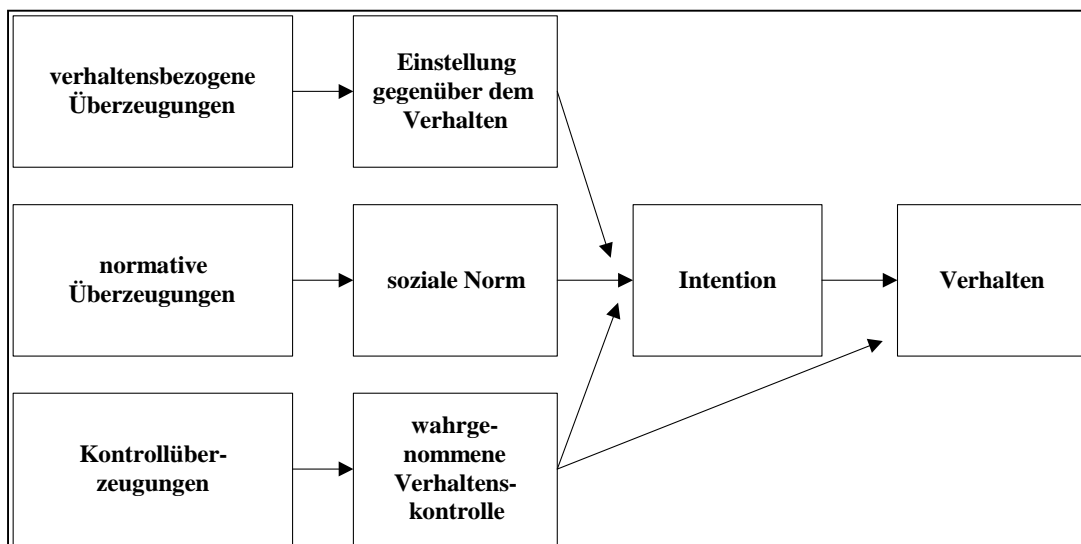 verhaltensbezogene
Überzeugungen
Einstellung
gegenüber dem
Verhalten
normative
Überzeugungen
soziale Norm
Intention
Verhalten
Kontrollüber-
zeugungen
wahrge-
nommene
Verhaltens-
kontrolle